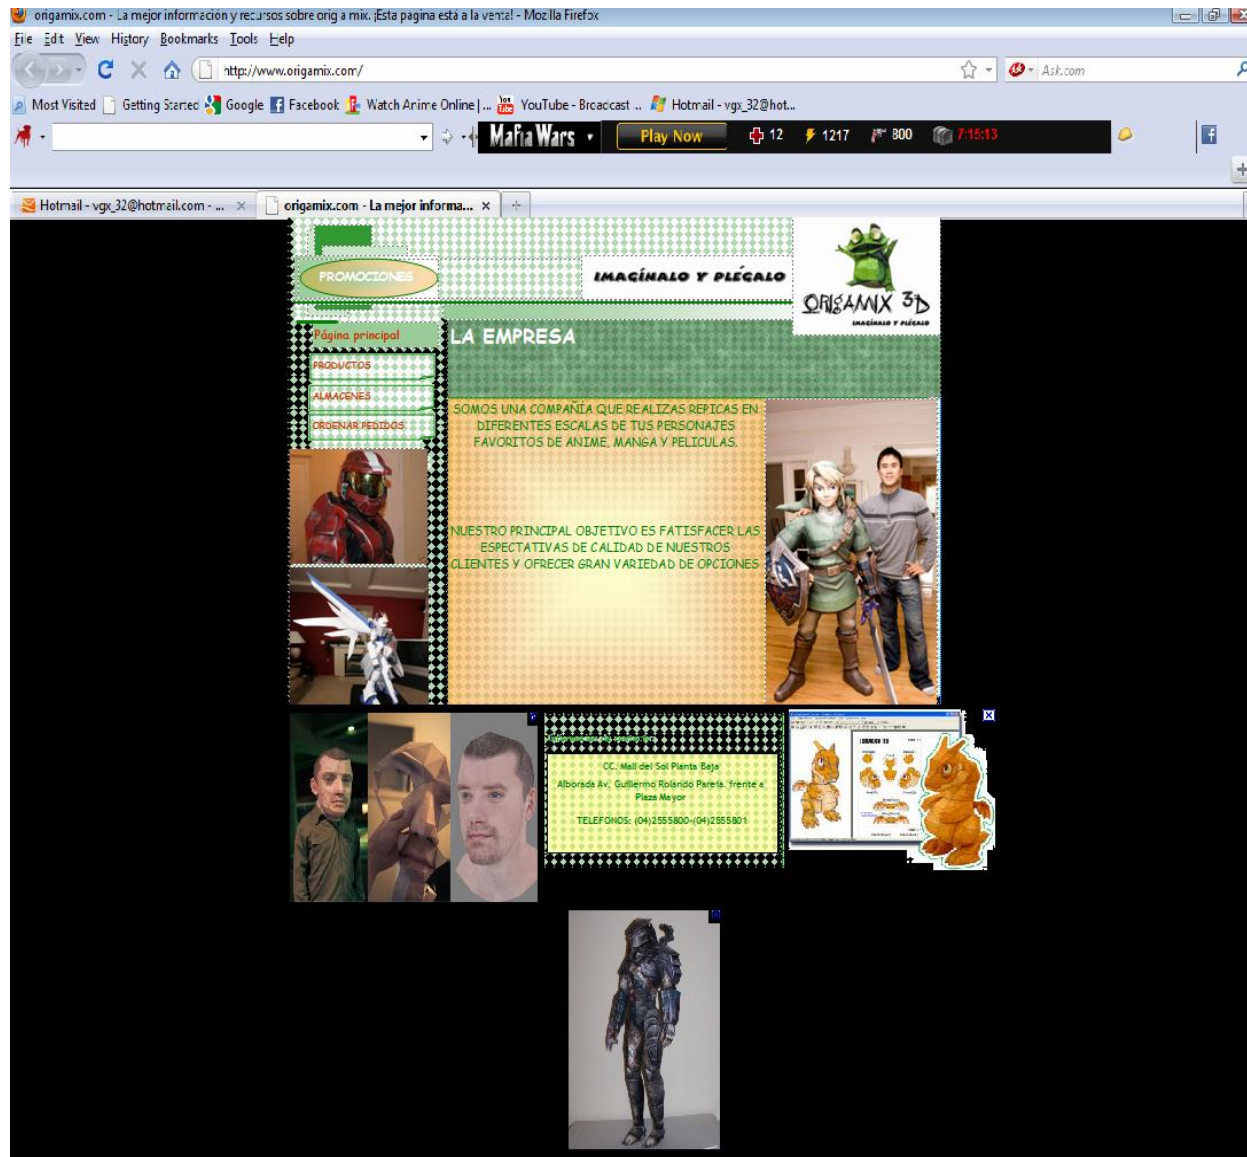 origamix.com - La mejor información y recursos sobre orig a mix. ¡Esta pagina está a la venta! - Mozilla Firefox
File Edit View History Bookmarks Tools Help
http://www.origamix.com/
Ask.com
Most Visited Getting Started Google Facebook Watch Anime Online | ... YouTube - Broadcast ... Hotmail - vgx_32@hot...
Mafia Wars Play Now 12 1217 800 7:15:13
Hotmail - vgx_32@hotmail.com - ... origamix.com - La mejor informa...
PROMOCIONES
IMAGÍNALO Y PLÉGALO
ORIGAMIX 3D
IMAGÍNALO Y PLÉGALO
Página principal
LA EMPRESA
PRODUCTOS
ALMACENES
ORDENAR PEDIDOS
SOMOS UNA COMPAÑÍA QUE REALIZAS REPICAS EN
DIFERENTES ESCALAS DE TUS PERSONAJES
FAVORITOS DE ANIME, MANGA Y PELICULAS.
NUESTRO PRINCIPAL OBJETIVO ES FATISFACER LAS
ESPECTATIVAS DE CALIDAD DE NUESTROS
CLIENTES Y OFRECER GRAN VARIEDAD DE OPCIONES
CC. Mall del Sol Planta Baja
Alborada Av. Guillermo Rolando Pareja. frente a
Plaza Mayor
TELEFONOS: (04)2555800-(04)2555801